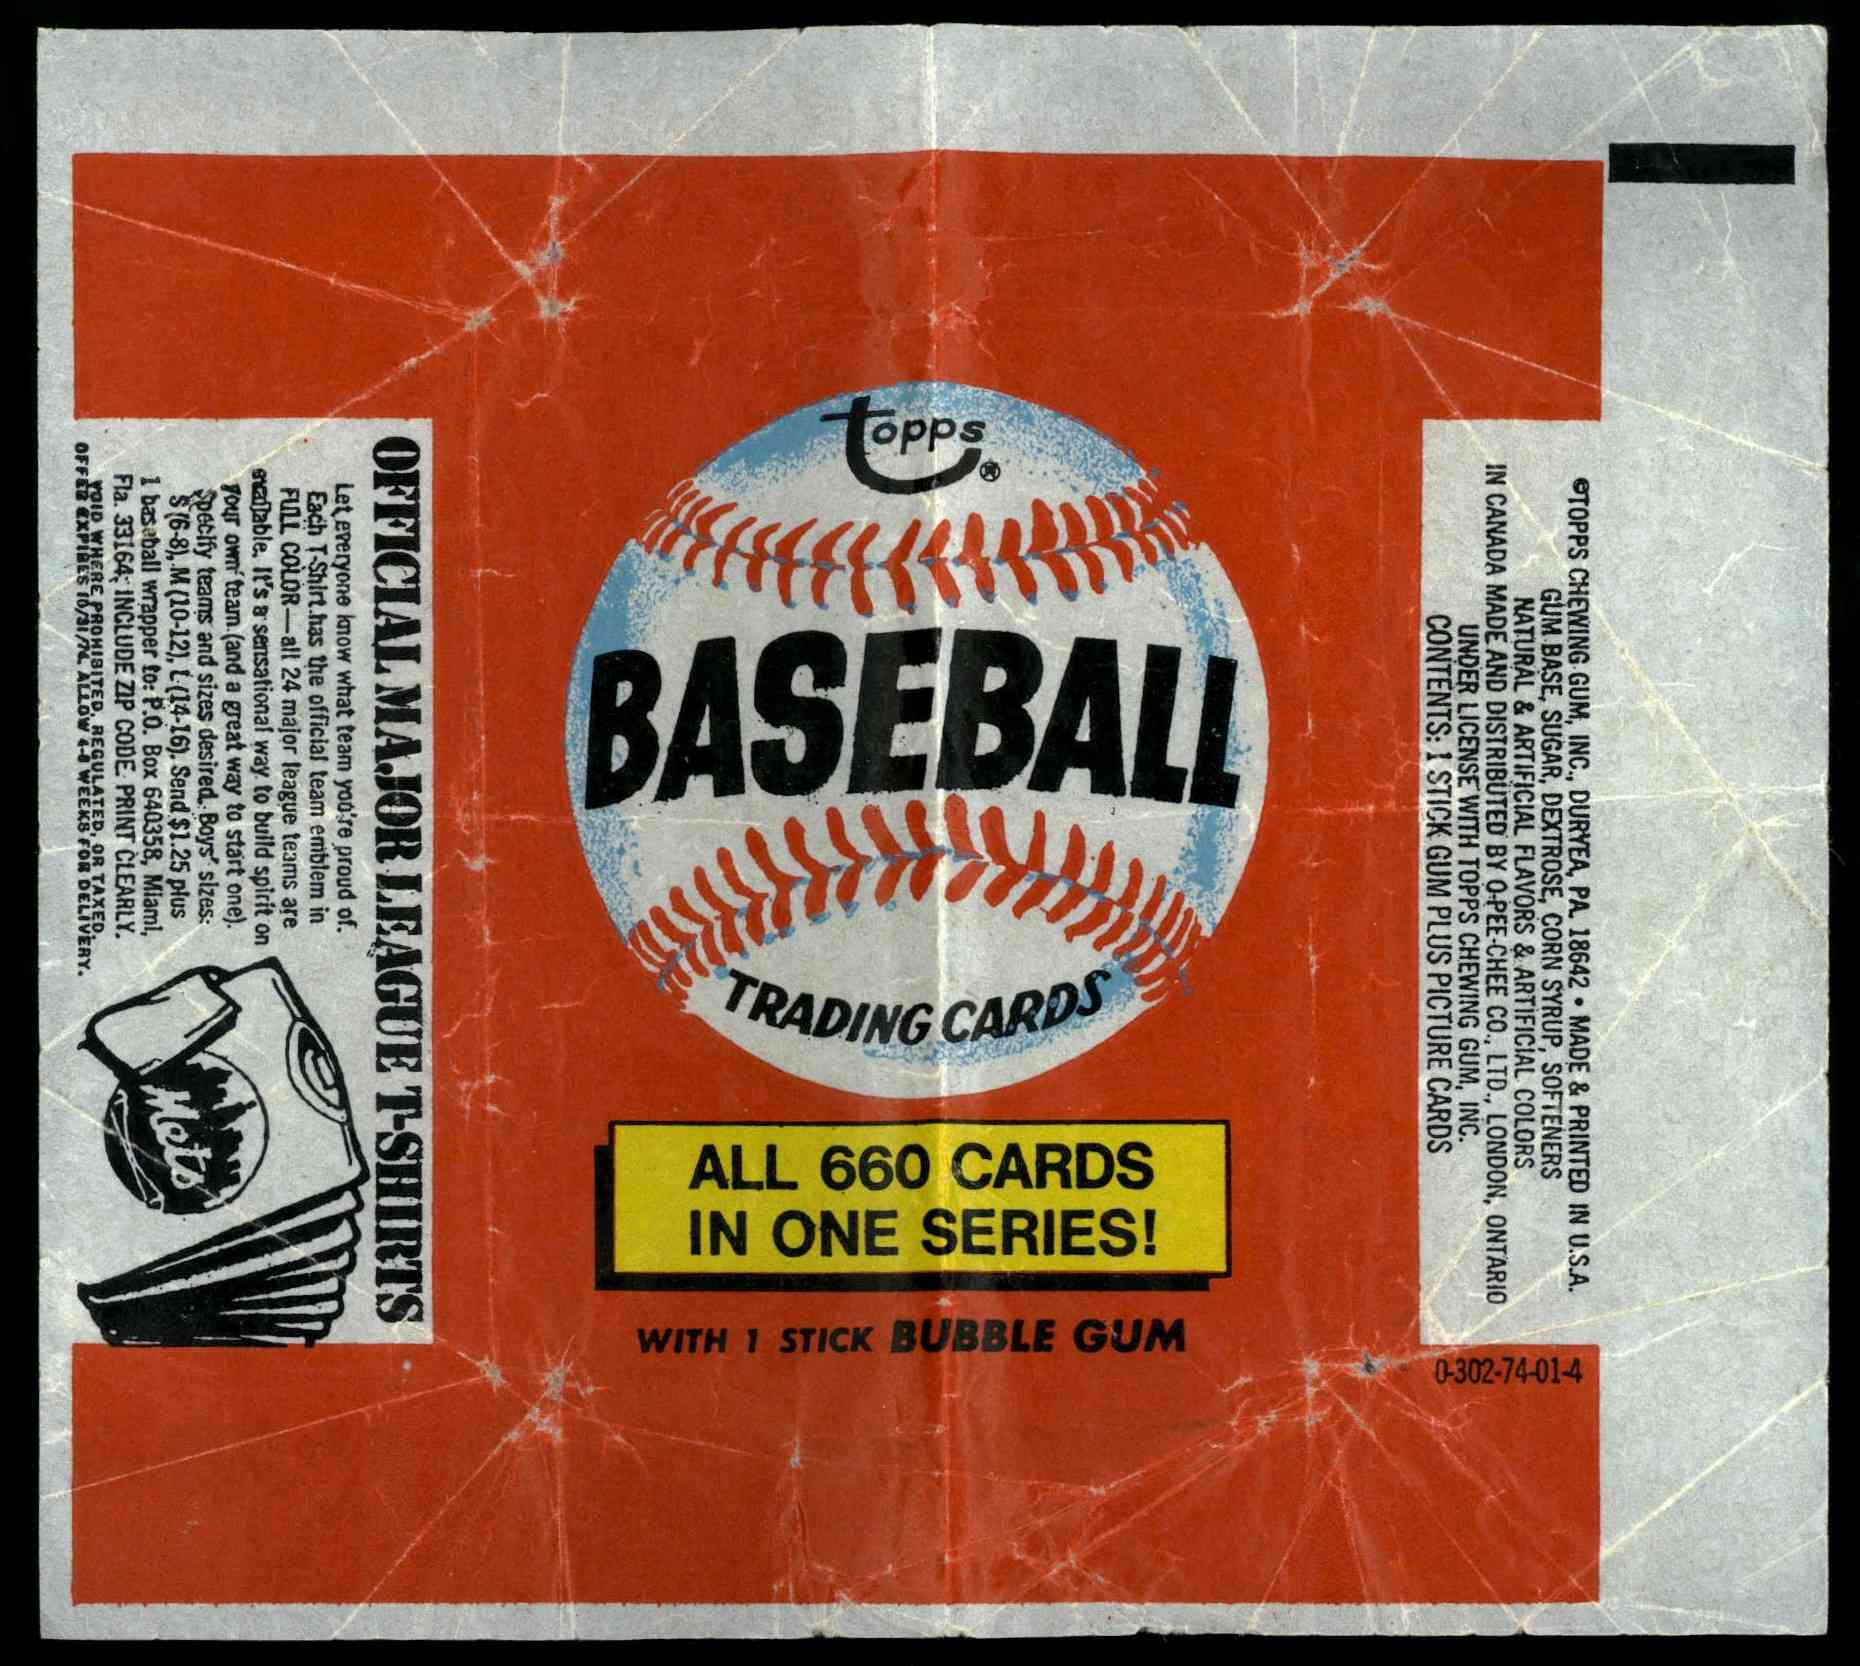 topps ®
BASEBALL
TRADING CARDS
ALL 660 CARDS
IN ONE SERIES!
WITH 1 STICK BUBBLE GUM
OFFICIAL MAJOR LEAGUE T-SHIRTS
Let everyone know what team you're proud of.
Each T-Shirt has the official team emblem in
FULL COLOR—all 24 major league teams are
available. It's a sensational way to build spirit on
your own team (and a great way to start one).
Specify teams and sizes desired. Boys' sizes:
S (6-8), M (10-12), L (14-16). Send $1.25 plus
1 baseball wrapper to: P.O. Box 640358, Miami,
Fla. 33164. INCLUDE ZIP CODE. PRINT CLEARLY.
VOID WHERE PROHIBITED, REGULATED, OR TAXED.
OFFER EXPIRES 10/31/74. ALLOW 4-8 WEEKS FOR DELIVERY.
Mets
©TOPPS CHEWING GUM, INC., DURYEA, PA. 18642 • MADE & PRINTED IN U.S.A.
GUM BASE, SUGAR, DEXTROSE, CORN SYRUP, SOFTENERS
NATURAL & ARTIFICIAL FLAVORS & ARTIFICIAL COLORS
IN CANADA MADE AND DISTRIBUTED BY O-PEE-CHEE CO., LTD., LONDON, ONTARIO
UNDER LICENSE WITH TOPPS CHEWING GUM, INC.
CONTENTS: 1 STICK GUM PLUS PICTURE CARDS
0-302-74-01-4